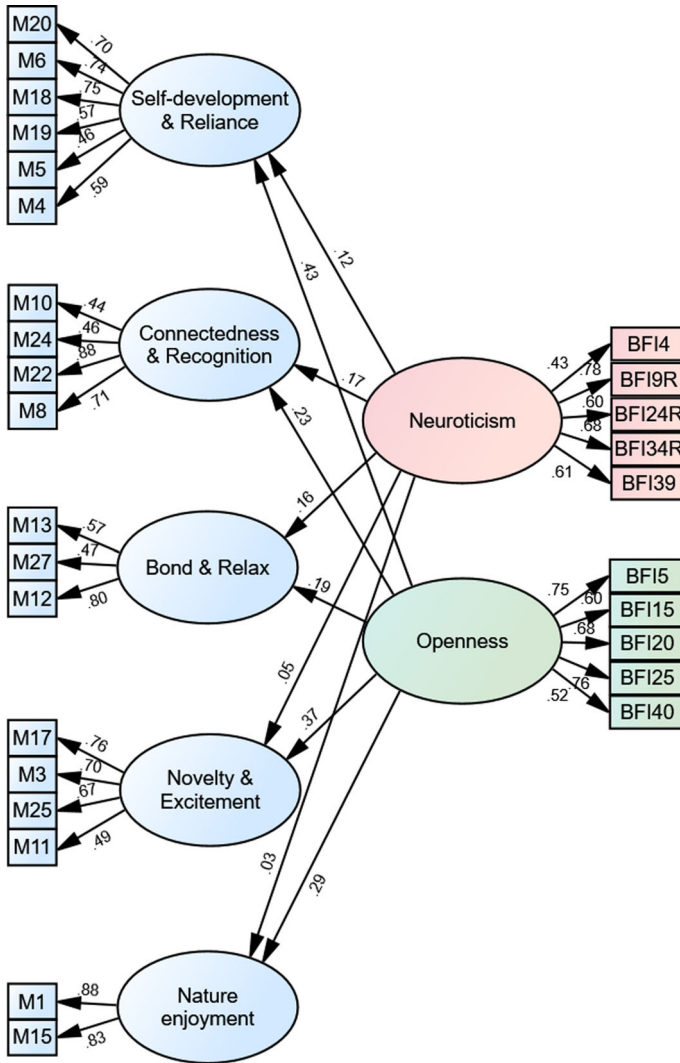 M20
M6
M18
M19
M5
M4
.70
.74
.75
.57
.46
.59
Self-development
& Reliance
.12
.43
M10
M24
M22
M8
.44
.46
.88
.71
Connectedness
& Recognition
.17
.23
Neuroticism
.43
.78
.60
.68
.61
BFI4
BFI9R
BFI24R
BFI34R
BFI39
M13
M27
M12
.57
.47
.80
Bond & Relax
.16
.19
Openness
.75
.60
.68
.76
.52
BFI5
BFI15
BFI20
BFI25
BFI40
M17
M3
M25
M11
.76
.70
.67
.49
Novelty &
Excitement
.05
.37
M1
M15
.88
.83
Nature
enjoyment
.03
.29